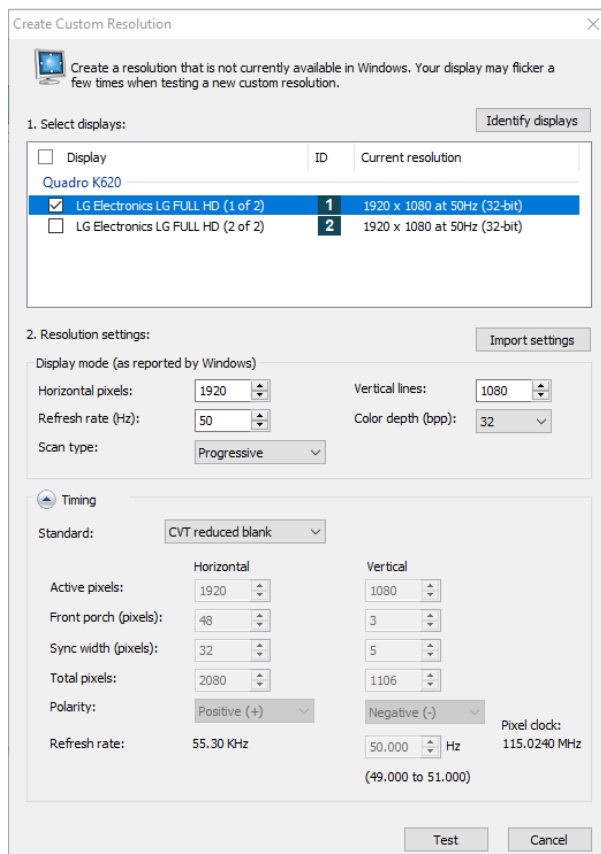 Create Custom Resolution
Create a resolution that is not currently available in Windows. Your display may flicker a
few times when testing a new custom resolution.
1. Select displays:
Identify displays
Display ID Current resolution
Quadro K620
LG Electronics LG FULL HD (1 of 2) 1 1920 x 1080 at 50Hz (32-bit)
LG Electronics LG FULL HD (2 of 2) 2 1920 x 1080 at 50Hz (32-bit)
2. Resolution settings:
Import settings
Display mode (as reported by Windows)
Horizontal pixels: 1920 Vertical lines: 1080
Refresh rate (Hz): 50 Color depth (bpp): 32
Scan type: Progressive
Timing
Standard: CVT reduced blank
Horizontal Vertical
Active pixels: 1920 1080
Front porch (pixels): 48 3
Sync width (pixels): 32 5
Total pixels: 2080 1106
Polarity: Positive (+) Negative (-)
Pixel clock:
Refresh rate: 55.30 KHz 50.000 Hz 115.0240 MHz
(49.000 to 51.000)
Test Cancel